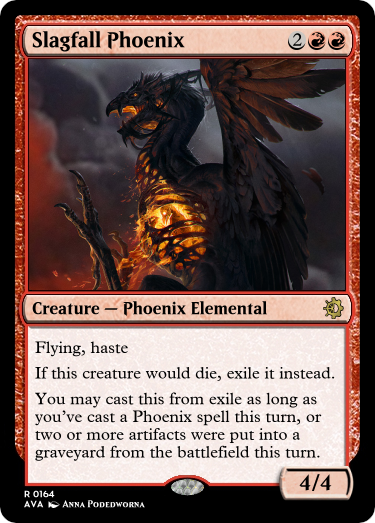 Slagfall Phoenix 2
Creature — Phoenix Elemental
Flying, haste
If this creature would die, exile it instead.
You may cast this from exile as long as
you've cast a Phoenix spell this turn, or
two or more artifacts were put into a
graveyard from the battlefield this turn.
4/4
R 0164
AVA Anna Podedworna